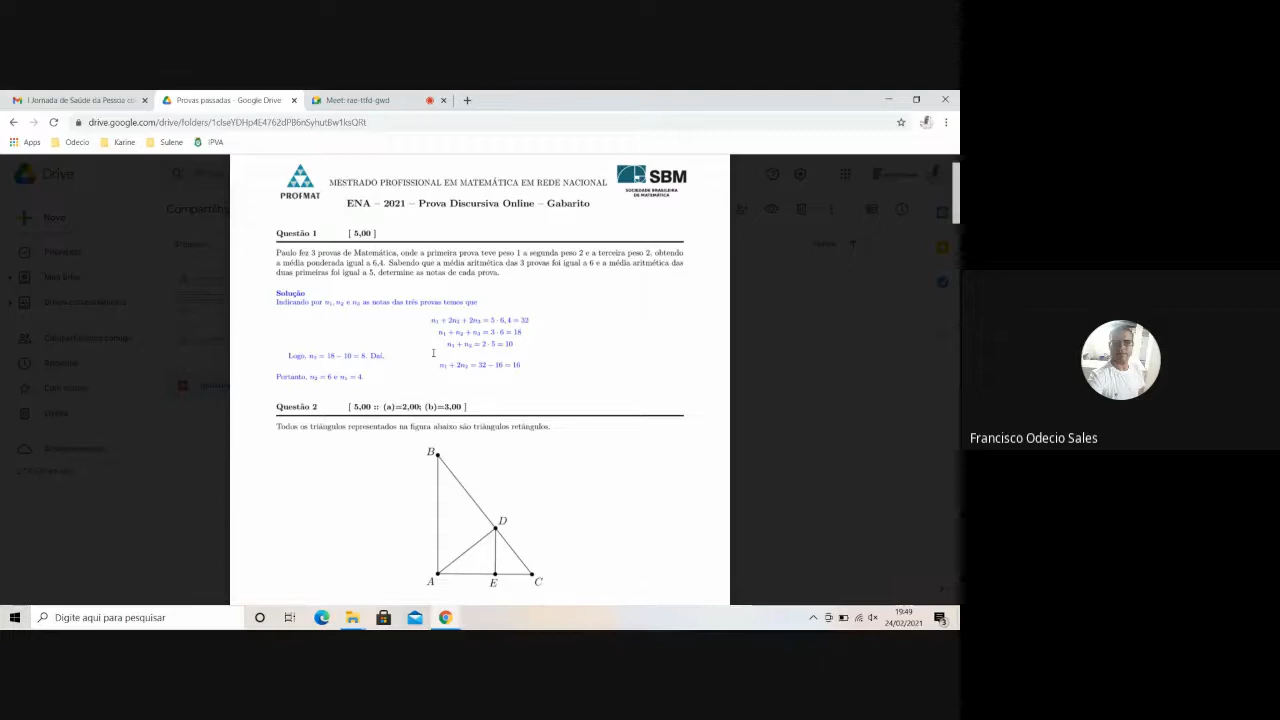 I Jornada de Saúde da Pessoa co
Provas passadas - Google Drive
Meet: rae-ttfd-gwd
drive.google.com/drive/folders/1clseYDHp4E476ZdPB6nSyhutBw1ksQRt
Apps
Odecio
Karine
Sulene
IPVA
Drive
Novo
Compartilha
PROFMAT
MESTRADO PROFISSIONAL EM MATEMÁTICA EM REDE NACIONAL
SBM
SOCIEDADE BRASILEIRA
DE MATEMÁTICA
ENA – 2021 – Prova Discursiva Online – Gabarito
Questão 1 [ 5,00 ]
Paulo fez 3 provas de Matemática, onde a primeira prova teve peso 1 a segunda peso 2 e a terceira peso 2, obtendo
a média ponderada igual a 6,4. Sabendo que a média aritmética das 3 provas foi igual a 6 e a média aritmética das
duas primeiras foi igual a 5, determine as notas de cada prova.
Solução
Indicando por n₁, n₂ e n₃ as notas das três provas temos que
n₁ + 2n₂ + 2n₃ = 5 · 6,4 = 32
n₁ + n₂ + n₃ = 3 · 6 = 18
n₁ + n₂ = 2 · 5 = 10
Logo, n₃ = 18 − 10 = 8. Daí,
n₁ + 2n₂ = 32 − 16 = 16
Portanto, n₂ = 6 e n₁ = 4.
Questão 2 [ 5,00 :: (a)=2,00; (b)=3,00 ]
Todos os triângulos representados na figura abaixo são triângulos retângulos.
B
D
A
E
C
Francisco Odecio Sales
Digite aqui para pesquisar
19:49
24/02/2021
3